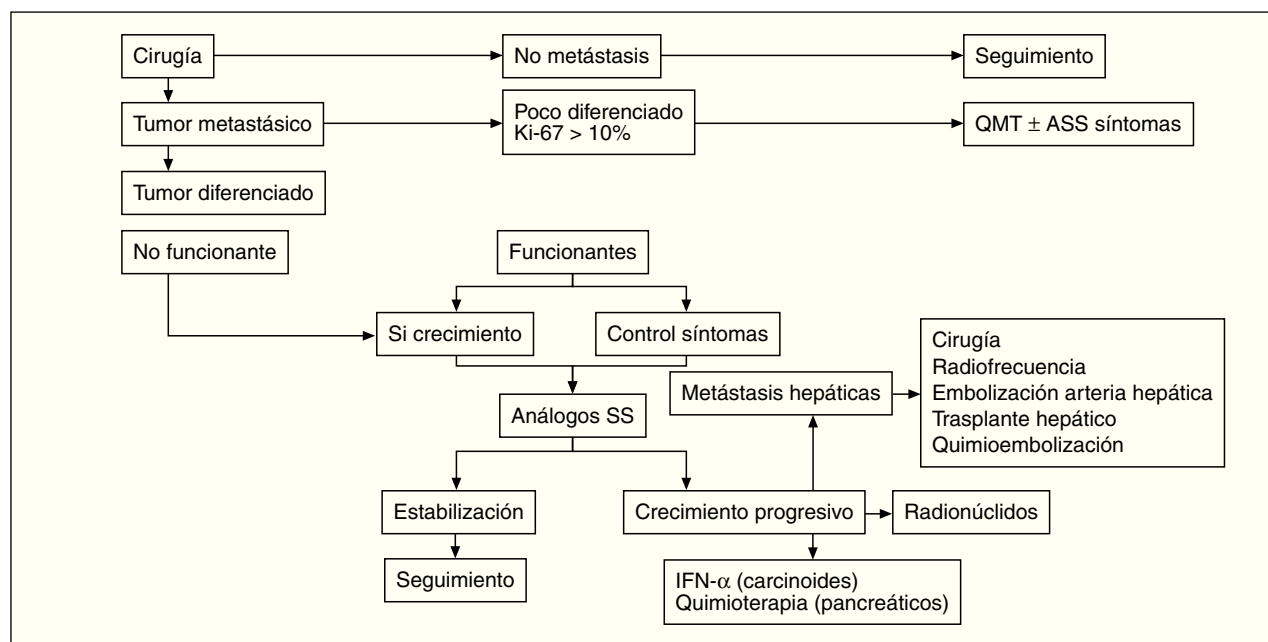 Cirugía
No metástasis
Seguimiento
Tumor metastásico
Poco diferenciado
Ki-67 > 10%
QMT ± ASS síntomas
Tumor diferenciado
No funcionante
Funcionantes
Si crecimiento
Control síntomas
Cirugía
Radiofrecuencia
Embolización arteria hepática
Trasplante hepático
Quimioembolización
Metástasis hepáticas
Análogos SS
Estabilización
Crecimiento progresivo
Radionúclidos
Seguimiento
IFN-α (carcinoides)
Quimioterapia (pancreáticos)